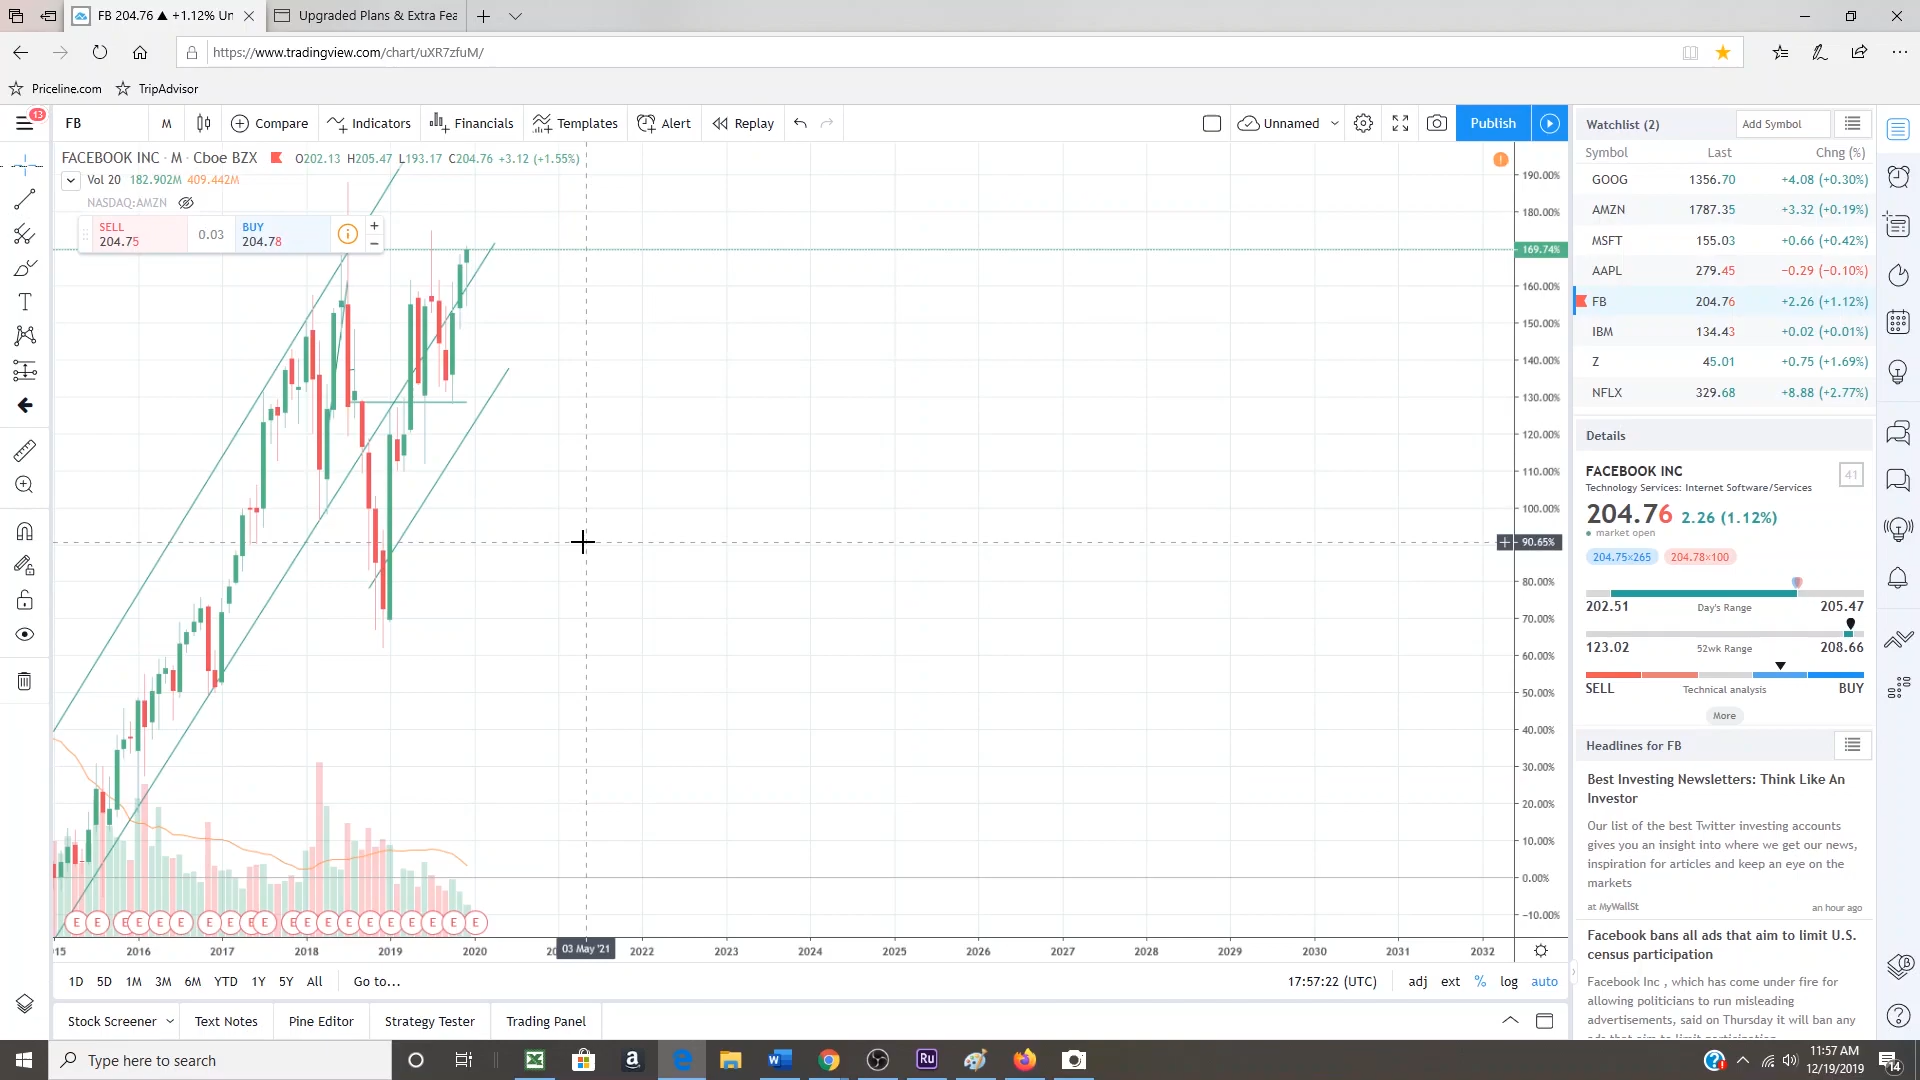 FB 204.76 ▲ +1.12% Un
Upgraded Plans & Extra Fea
https://www.tradingview.com/chart/uXR7zfuM/
Priceline.com
TripAdvisor
13
FB
M
Compare
Indicators
Financials
Templates
Alert
Replay
Unnamed
Publish
FACEBOOK INC · M · Cboe BZX
O202.13 H205.47 L193.17 C204.76 +3.12 (+1.55%)
Vol 20 182.902M 409.442M
NASDAQ:AMZN
SELL
204.75
0.03
BUY
204.78
190.00%
180.00%
169.74%
160.00%
150.00%
140.00%
130.00%
120.00%
110.00%
100.00%
90.65%
80.00%
70.00%
60.00%
50.00%
40.00%
30.00%
20.00%
10.00%
0.00%
−10.00%
E E E E E E E E E E E E E E E E E E E E
15 2016 2017 2018 2019 2020 03 May '21 2022 2023 2024 2025 2026 2027 2028 2029 2030 2031 2032
1D 5D 1M 3M 6M YTD 1Y 5Y All Go to...
17:57:22 (UTC) adj ext % log auto
Stock Screener
Text Notes
Pine Editor
Strategy Tester
Trading Panel
Watchlist (2)
Add Symbol
Symbol Last Chng (%)
GOOG 1356.70 +4.08 (+0.30%)
AMZN 1787.35 +3.32 (+0.19%)
MSFT 155.03 +0.66 (+0.42%)
AAPL 279.45 −0.29 (−0.10%)
FB 204.76 +2.26 (+1.12%)
IBM 134.43 +0.02 (+0.01%)
Z 45.01 +0.75 (+1.69%)
NFLX 329.68 +8.88 (+2.77%)
Details
FACEBOOK INC
41
Technology Services: Internet Software/Services
204.76 2.26 (1.12%)
market open
204.75×265 204.78×100
202.51 Day's Range 205.47
123.02 52wk Range 208.66
SELL Technical analysis BUY
More
Headlines for FB
Best Investing Newsletters: Think Like An
Investor
Our list of the best Twitter investing accounts
gives you an insight into where we get our news,
inspiration for articles and keep an eye on the
markets
at MyWallSt an hour ago
Facebook bans all ads that aim to limit U.S.
census participation
Facebook Inc , which has come under fire for
allowing politicians to run misleading
advertisements, said on Thursday it will ban any
Type here to search
Ru
11:57 AM
12/19/2019
14